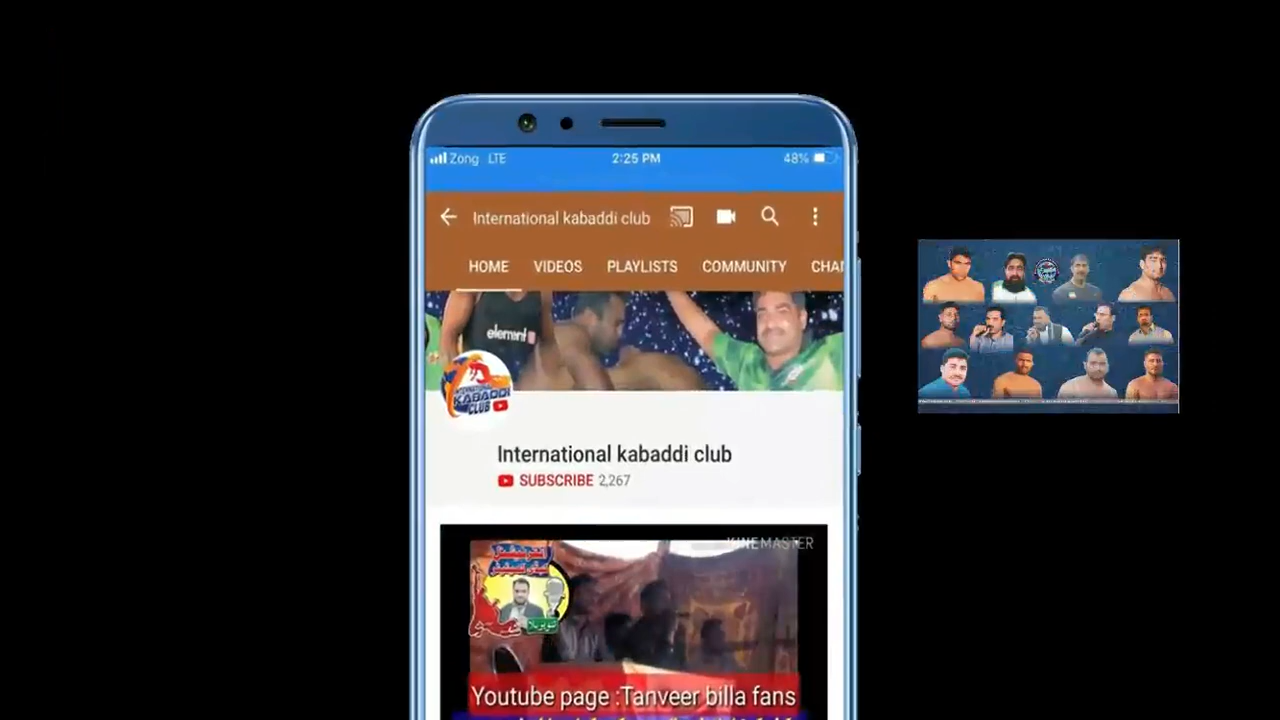 Zong LTE 2:25 PM 48%
International kabaddi club
HOME VIDEOS PLAYLISTS COMMUNITY CHAN
element
INTERNATIONAL
KABADDI
CLUB
International kabaddi club
SUBSCRIBE 2,267
KINEMASTER
Youtube page :Tanveer billa fans